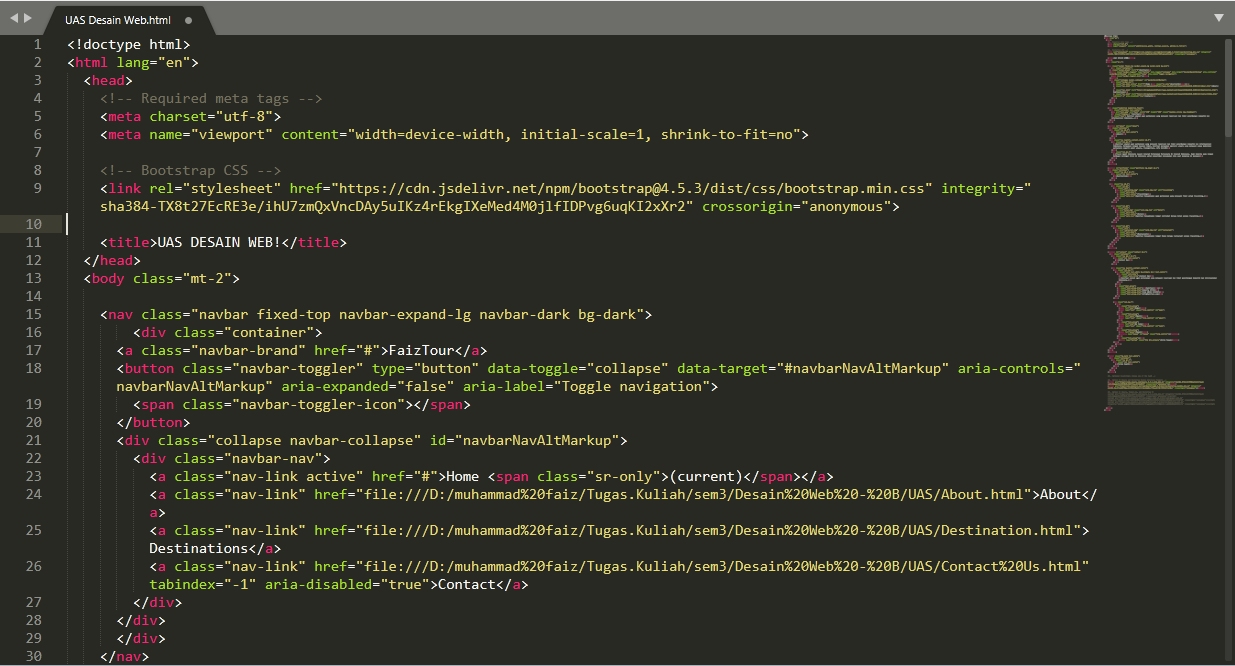 UAS Desain Web.html
1 <!doctype html>
2 <html lang="en">
3 <head>
4 <!-- Required meta tags -->
5 <meta charset="utf-8">
6 <meta name="viewport" content="width=device-width, initial-scale=1, shrink-to-fit=no">
7
8 <!-- Bootstrap CSS -->
9 <link rel="stylesheet" href="https://cdn.jsdelivr.net/npm/bootstrap@4.5.3/dist/css/bootstrap.min.css" integrity="
sha384-TX8t27EcRE3e/ihU7zmQxVncDAy5uIKz4rEkgIXeMed4M0jlfIDPvg6uqKI2xXr2" crossorigin="anonymous">
10
11 <title>UAS DESAIN WEB!</title>
12 </head>
13 <body class="mt-2">
14
15 <nav class="navbar fixed-top navbar-expand-lg navbar-dark bg-dark">
16 <div class="container">
17 <a class="navbar-brand" href="#">FaizTour</a>
18 <button class="navbar-toggler" type="button" data-toggle="collapse" data-target="#navbarNavAltMarkup" aria-controls="
navbarNavAltMarkup" aria-expanded="false" aria-label="Toggle navigation">
19 <span class="navbar-toggler-icon"></span>
20 </button>
21 <div class="collapse navbar-collapse" id="navbarNavAltMarkup">
22 <div class="navbar-nav">
23 <a class="nav-link active" href="#">Home <span class="sr-only">(current)</span></a>
24 <a class="nav-link" href="file:///D:/muhammad%20faiz/Tugas.Kuliah/sem3/Desain%20Web%20-%20B/UAS/About.html">About</
a>
25 <a class="nav-link" href="file:///D:/muhammad%20faiz/Tugas.Kuliah/sem3/Desain%20Web%20-%20B/UAS/Destination.html">
Destinations</a>
26 <a class="nav-link" href="file:///D:/muhammad%20faiz/Tugas.Kuliah/sem3/Desain%20Web%20-%20B/UAS/Contact%20Us.html"
tabindex="-1" aria-disabled="true">Contact</a>
27 </div>
28 </div>
29 </div>
30 </nav>